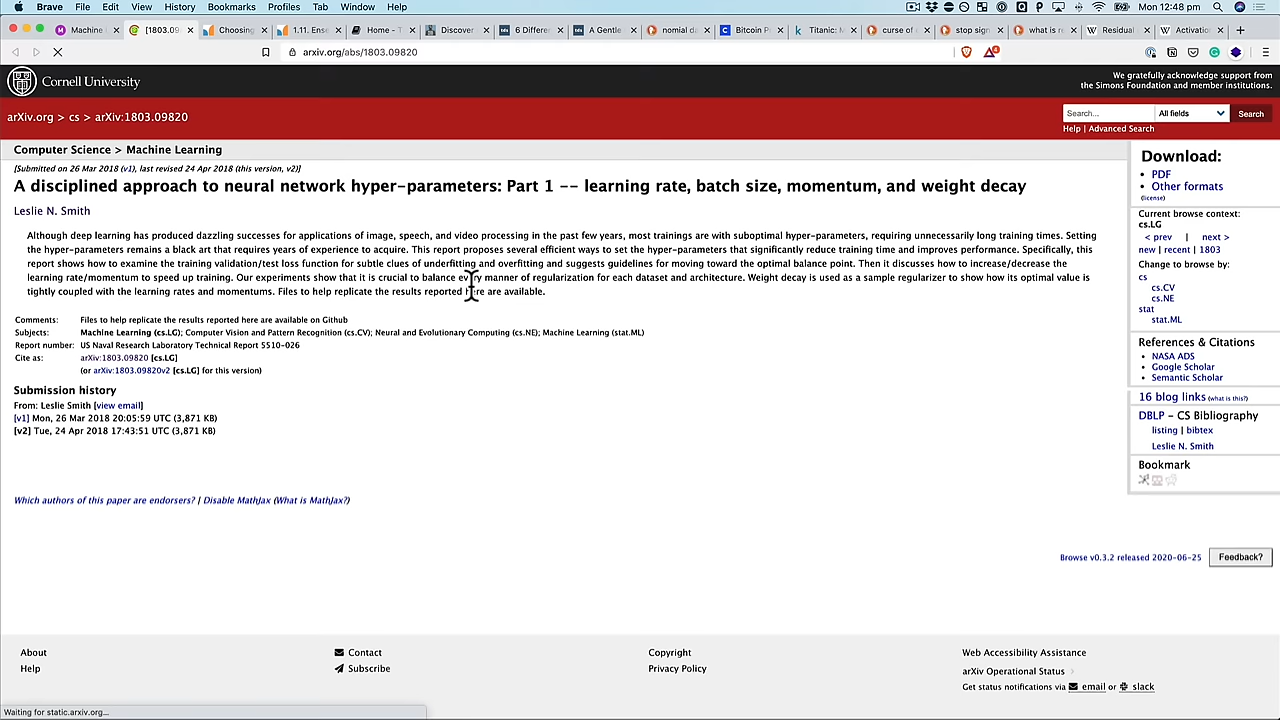 Brave File Edit View History Bookmarks Profiles Tab Window Help Mon 12:48 pm
Machine [1803.09 Choosing 1.11. Ens Home - T Discover 6 Differe A Gentle nomial da Bitcoin P Titanic: M curse of stop sign what is r Residual Activatio
arxiv.org/abs/1803.09820
Cornell University
We gratefully acknowledge support from
the Simons Foundation and member institutions.
arXiv.org > cs > arXiv:1803.09820
Search... All fields Search
Help | Advanced Search
Computer Science > Machine Learning
[Submitted on 26 Mar 2018 (v1), last revised 24 Apr 2018 (this version, v2)]
A disciplined approach to neural network hyper-parameters: Part 1 -- learning rate, batch size, momentum, and weight decay
Leslie N. Smith
Although deep learning has produced dazzling successes for applications of image, speech, and video processing in the past few years, most trainings are with suboptimal hyper-parameters, requiring unnecessarily long training times. Setting
the hyper-parameters remains a black art that requires years of experience to acquire. This report proposes several efficient ways to set the hyper-parameters that significantly reduce training time and improves performance. Specifically, this
report shows how to examine the training validation/test loss function for subtle clues of underfitting and overfitting and suggests guidelines for moving toward the optimal balance point. Then it discusses how to increase/decrease the
learning rate/momentum to speed up training. Our experiments show that it is crucial to balance every manner of regularization for each dataset and architecture. Weight decay is used as a sample regularizer to show how its optimal value is
tightly coupled with the learning rates and momentums. Files to help replicate the results reported here are available.
Comments: Files to help replicate the results reported here are available on Github
Subjects: Machine Learning (cs.LG); Computer Vision and Pattern Recognition (cs.CV); Neural and Evolutionary Computing (cs.NE); Machine Learning (stat.ML)
Report number: US Naval Research Laboratory Technical Report 5510-026
Cite as: arXiv:1803.09820 [cs.LG]
(or arXiv:1803.09820v2 [cs.LG] for this version)
Submission history
From: Leslie Smith [view email]
[v1] Mon, 26 Mar 2018 20:05:59 UTC (3,871 KB)
[v2] Tue, 24 Apr 2018 17:43:51 UTC (3,871 KB)
Which authors of this paper are endorsers? | Disable MathJax (What is MathJax?)
Download:
PDF
Other formats
(license)
Current browse context:
cs.LG
< prev | next >
new | recent | 1803
Change to browse by:
cs
cs.CV
cs.NE
stat
stat.ML
References & Citations
NASA ADS
Google Scholar
Semantic Scholar
16 blog links (what is this?)
DBLP - CS Bibliography
listing | bibtex
Leslie N. Smith
Bookmark
Browse v0.3.2 released 2020-06-25 Feedback?
About Contact Copyright Web Accessibility Assistance
Help Subscribe Privacy Policy arXiv Operational Status
Get status notifications via email or slack
Waiting for static.arxiv.org...